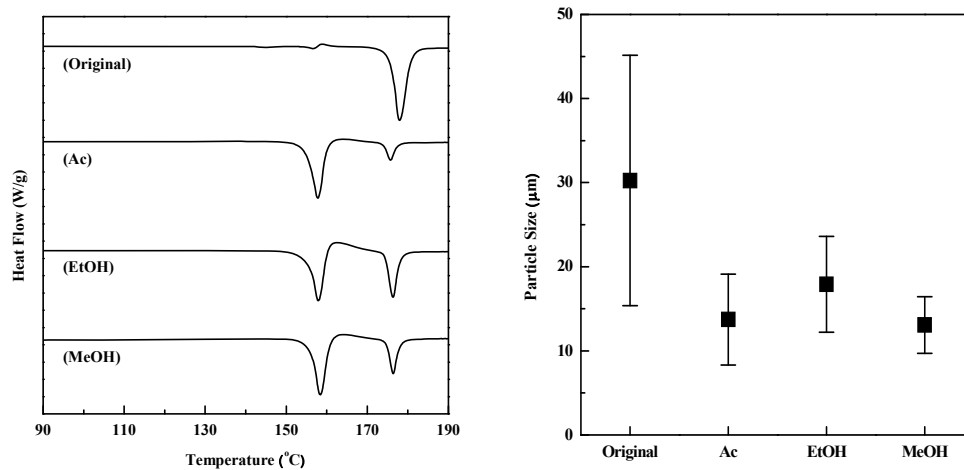 (Original)
(Ac)
(EtOH)
(MeOH)
Heat Flow (W/g)
90 110 130 150 170 190
Temperature (°C)
50
40
30
20
10
0
Particle Size (μm)
Original Ac EtOH MeOH